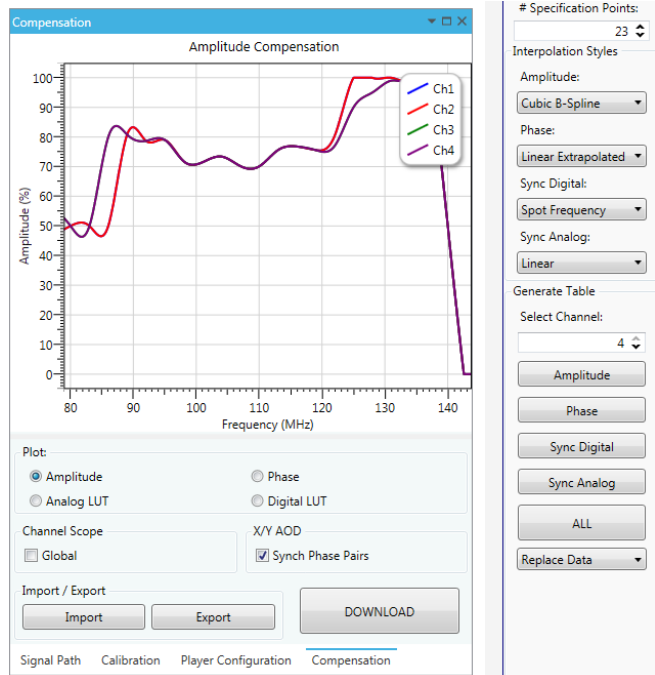 Compensation
Amplitude Compensation
Ch1
Ch2
Ch3
Ch4
100
90
80
70
60
50
40
30
20
10
0
Amplitude (%)
80 90 100 110 120 130 140
Frequency (MHz)
Plot:
Amplitude Phase
Analog LUT Digital LUT
Channel Scope X/Y AOD
Global Synch Phase Pairs
Import / Export
Import Export DOWNLOAD
Signal Path Calibration Player Configuration Compensation
# Specification Points:
23
Interpolation Styles
Amplitude:
Cubic B-Spline
Phase:
Linear Extrapolated
Sync Digital:
Spot Frequency
Sync Analog:
Linear
Generate Table
Select Channel:
4
Amplitude
Phase
Sync Digital
Sync Analog
ALL
Replace Data